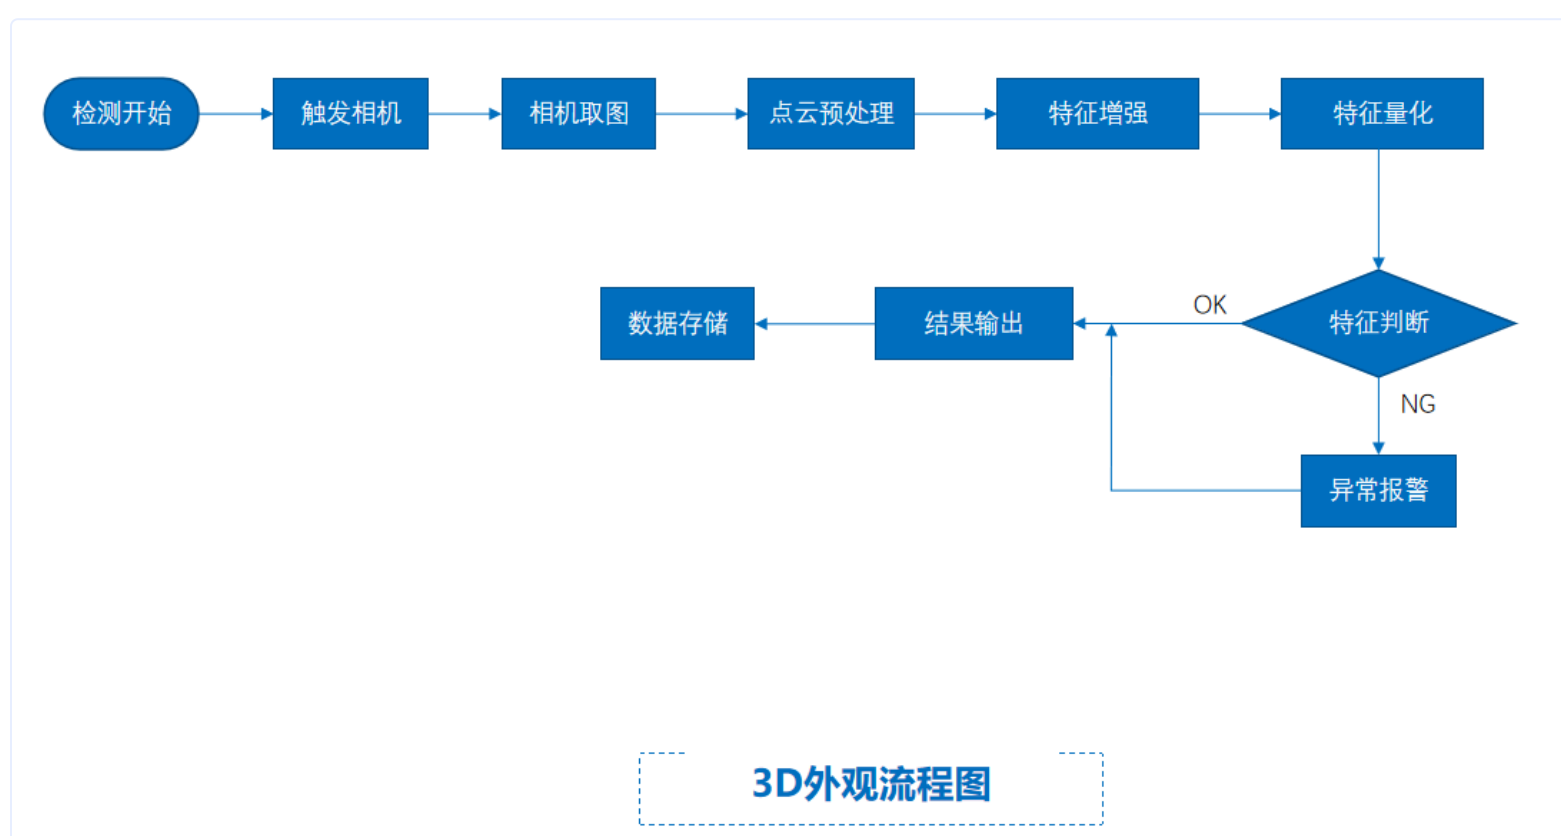 检测开始
触发相机
相机取图
点云预处理
特征增强
特征量化
特征判断
OK
结果输出
数据存储
NG
异常报警
3D外观流程图